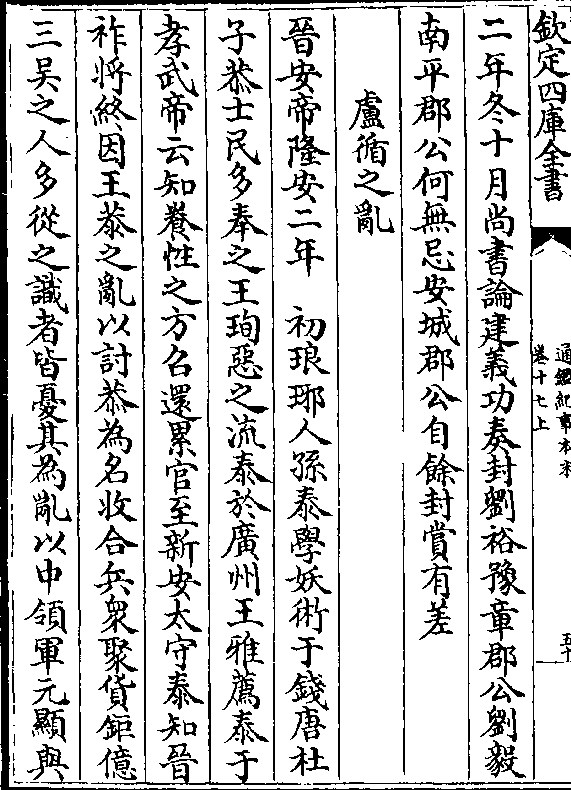 欽定四庫全書
通鑑紀事本末
卷十七上
五十
二年冬十月尚書論建義功奏封劉裕豫章郡公劉毅
南平郡公何無忌安城郡公自餘封賞有差
盧循之亂
晉安帝隆安二年　初琅琊人孫泰學妖術于錢唐杜
子恭士民多奉之王珣惡之流泰於廣州王雅薦泰于
孝武帝云知養性之方召還累官至新安太守泰知晉
祚將終因王恭之亂以討恭為名收合兵衆聚貨鉅億
三吳之人多從之識者皆憂其為亂以中領軍元顯與